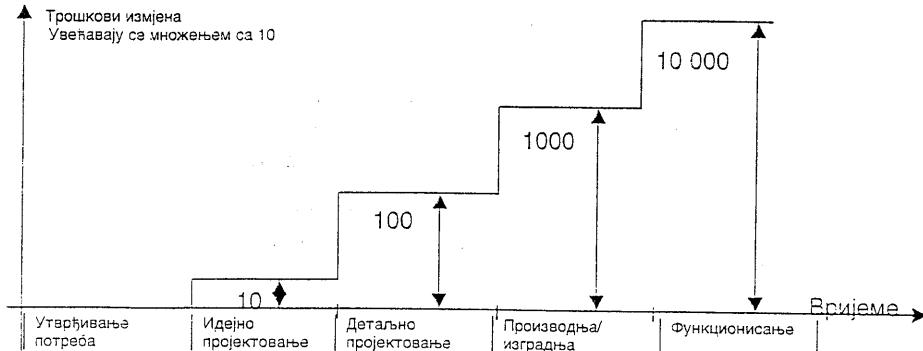 Трошкови измјена
Увећавају се множењем са 10
10 000
1000
100
10
Вријеме
Утврђивање потреба
Идејно пројектовање
Детаљно пројектовање
Производња/ изградња
Функционисање